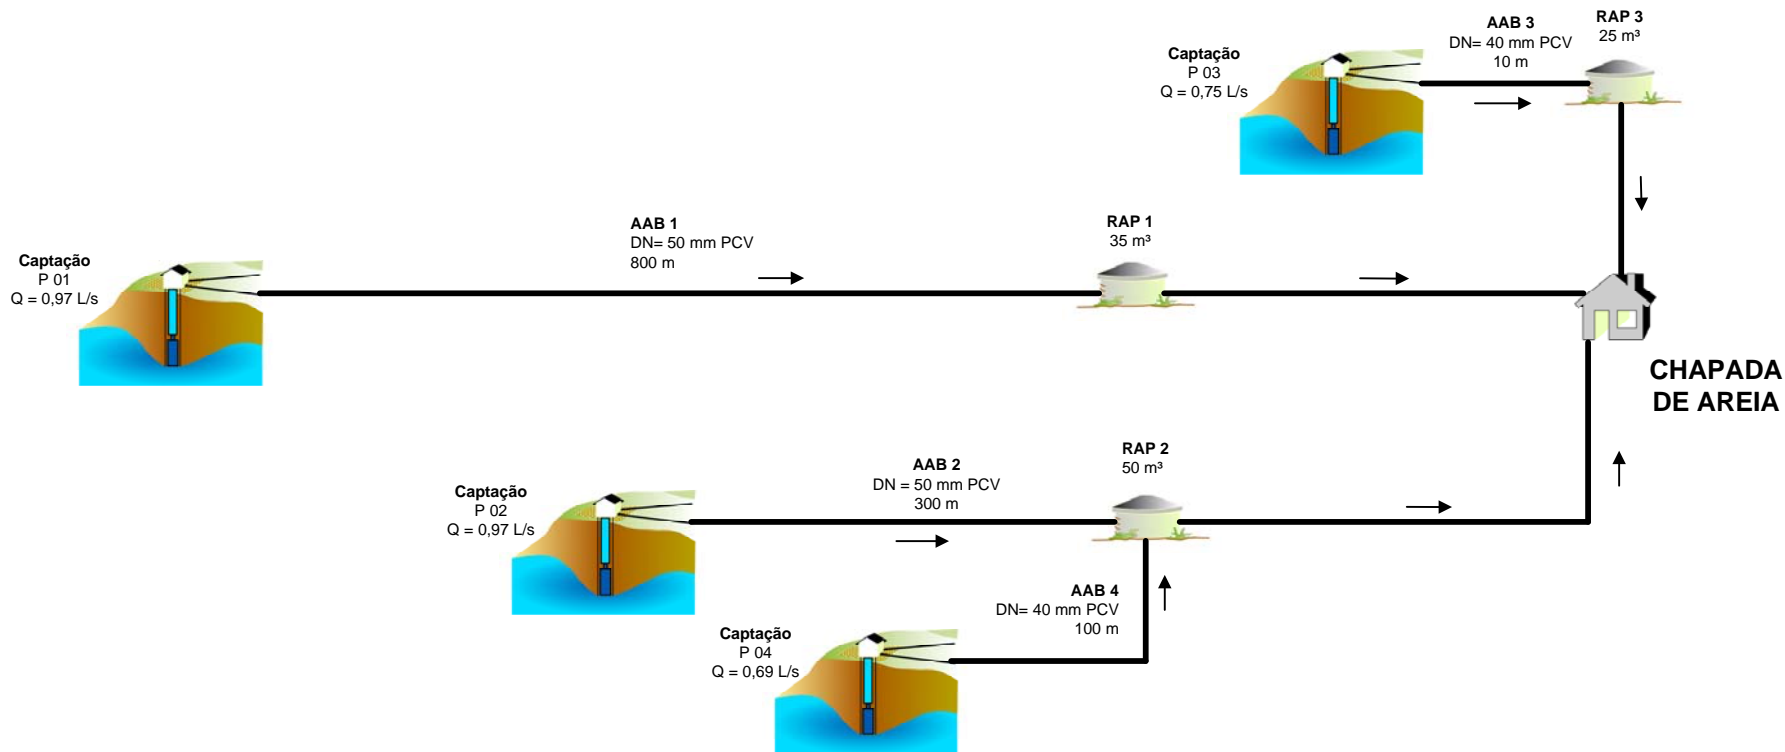 AAB 3
DN= 40 mm PCV
10 m
RAP 3
25 m³
Captação
P 03
Q = 0,75 L/s
AAB 1
DN= 50 mm PCV
800 m
RAP 1
35 m³
Captação
P 01
Q = 0,97 L/s
CHAPADA
DE AREIA
RAP 2
50 m³
AAB 2
DN = 50 mm PCV
300 m
Captação
P 02
Q = 0,97 L/s
AAB 4
DN= 40 mm PCV
100 m
Captação
P 04
Q = 0,69 L/s